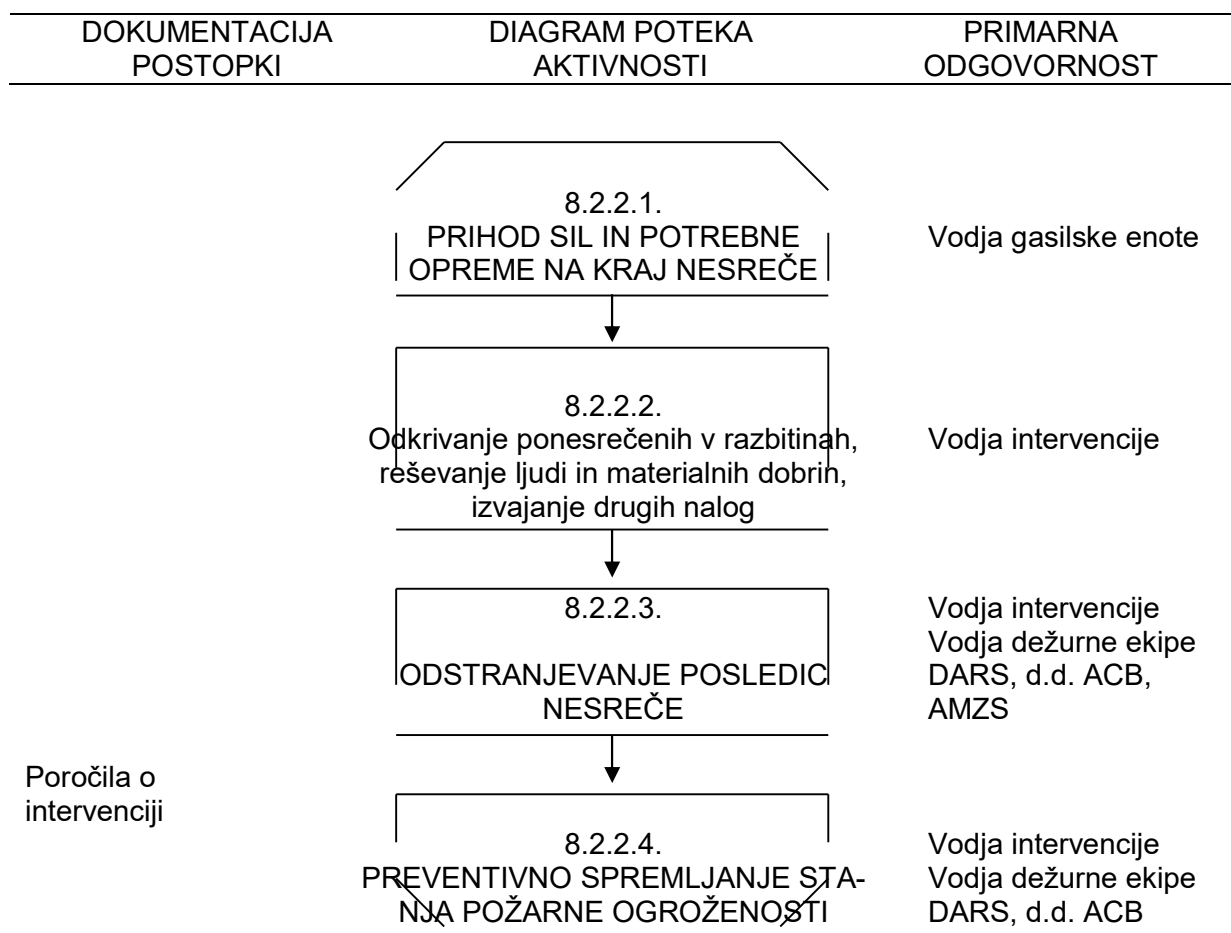 DOKUMENTACIJA
POSTOPKI
DIAGRAM POTEKA
AKTIVNOSTI
PRIMARNA
ODGOVORNOST
8.2.2.1.
PRIHOD SIL IN POTREBNE
OPREME NA KRAJ NESREČE
Vodja gasilske enote
8.2.2.2.
Odkrivanje ponesrečenih v razbitinah,
reševanje ljudi in materialnih dobrin,
izvajanje drugih nalog
Vodja intervencije
8.2.2.3.
ODSTRANJEVANJE POSLEDIC
NESREČE
Vodja intervencije
Vodja dežurne ekipe
DARS, d.d. ACB,
AMZS
Poročila o
intervenciji
8.2.2.4.
PREVENTIVNO SPREMLJANJE STA-
NJA POŽARNE OGROŽENOSTI
Vodja intervencije
Vodja dežurne ekipe
DARS, d.d. ACB